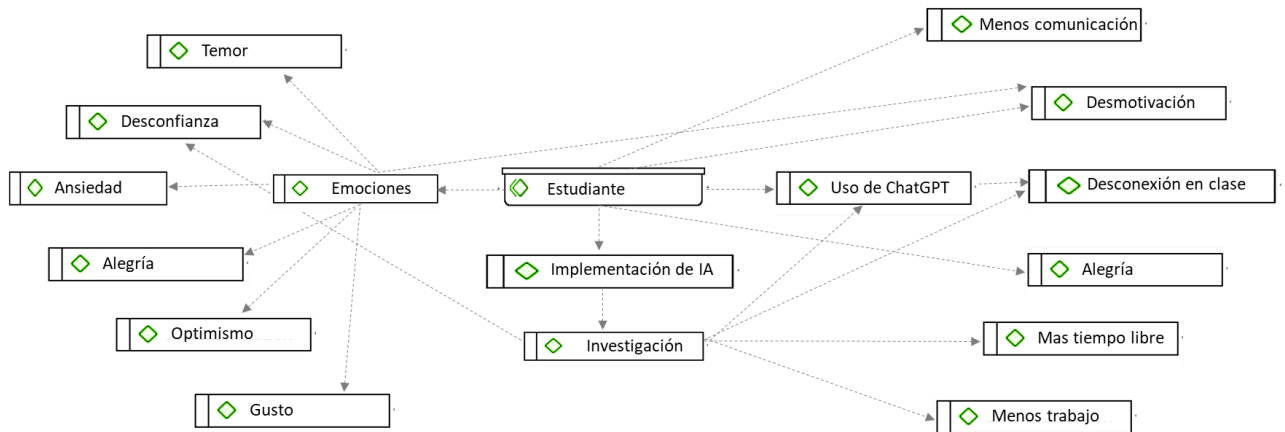 Menos comunicación
Temor
Desmotivación
Desconfianza
Ansiedad
Emociones
Estudiante
Uso de ChatGPT
Desconexión en clase
Alegría
Implementación de IA
Alegría
Optimismo
Investigación
Mas tiempo libre
Gusto
Menos trabajo